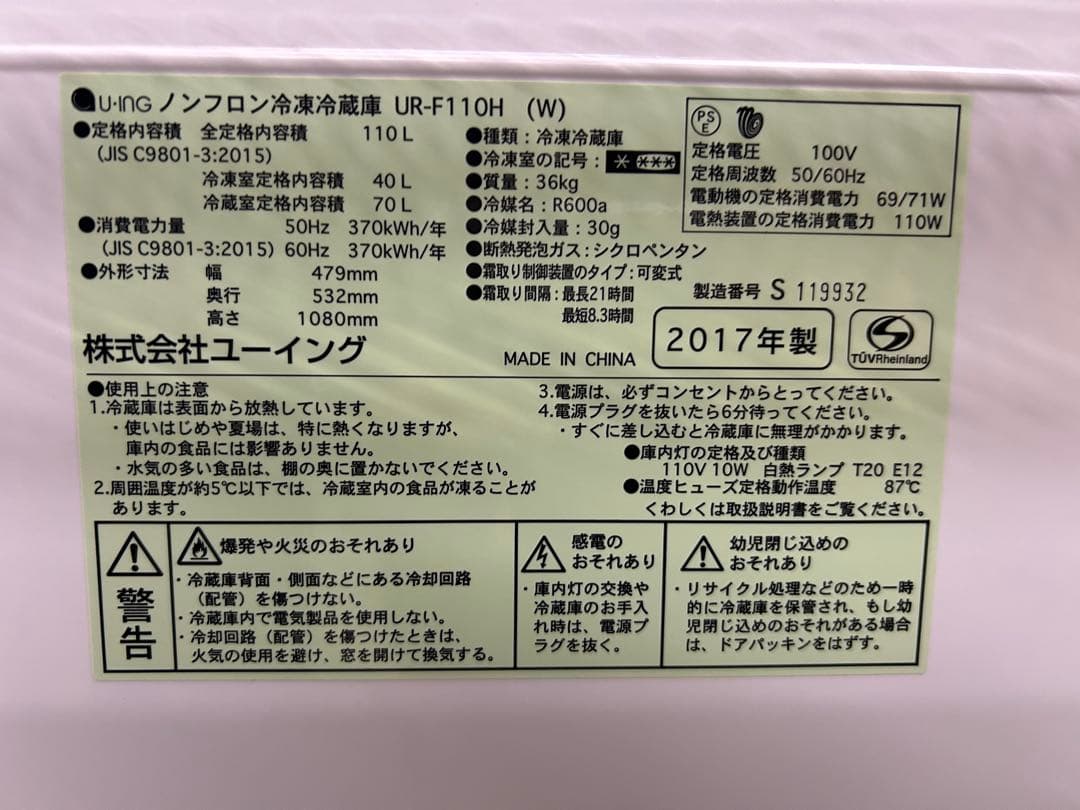 U·ING ノンフロン冷凍冷蔵庫 UR-F110H (W)
●定格内容積 全定格内容積 110L
(JIS C9801-3:2015)
冷凍室定格内容積 40L
冷蔵室定格内容積 70L
●消費電力量 50Hz 370kWh/年
(JIS C9801-3:2015) 60Hz 370kWh/年
●外形寸法 幅 479mm
奥行 532mm
高さ 1080mm
株式会社ユーイング
●種類:冷凍冷蔵庫
●冷凍室の記号:
●質量:36kg
●冷媒名:R600a
●冷媒封入量:30g
●断熱発泡ガス:シクロペンタン
●霜取り制御装置のタイプ:可変式
●霜取り間隔:最長21時間
最短8.3時間
MADE IN CHINA
PS
E
定格電圧 100V
定格周波数 50/60Hz
電動機の定格消費電力 69/71W
電熱装置の定格消費電力 110W
製造番号 S 119932
2017年製
TÜVRheinland
●使用上の注意
1.冷蔵庫は表面から放熱しています。
・使いはじめや夏場は、特に熱くなりますが、
庫内の食品には影響ありません。
・水気の多い食品は、棚の奥に置かないでください。
2.周囲温度が約5℃以下では、冷蔵室内の食品が凍ることが
あります。
3.電源は、必ずコンセントからとってください。
4.電源プラグを抜いたら6分待ってください。
・すぐに差し込むと冷蔵庫に無理がかかります。
●庫内灯の定格及び種類
110V 10W 白熱ランプ T20 E12
●温度ヒューズ定格動作温度 87℃
くわしくは取扱説明書をご覧ください。
警告
爆発や火災のおそれあり
・冷蔵庫背面・側面などにある冷却回路
(配管)を傷つけない。
・冷蔵庫内で電気製品を使用しない。
・冷却回路(配管)を傷つけたときは、
火気の使用を避け、窓を開けて換気する。
感電の
おそれあり
・庫内灯の交換や
冷蔵庫のお手入
れ時は、電源プ
ラグを抜く。
幼児閉じ込めの
おそれあり
・リサイクル処理などのため一時
的に冷蔵庫を保管され、もし幼
児閉じ込めのおそれがある場合
は、ドアパッキンをはずす。